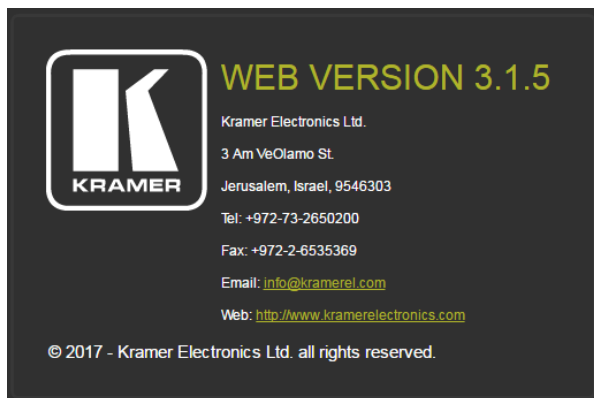 KRAMER
WEB VERSION 3.1.5
Kramer Electronics Ltd.
3 Am VeOlamo St.
Jerusalem, Israel, 9546303
Tel: +972-73-2650200
Fax: +972-2-6535369
Email: info@kramerel.com
Web: http://www.kramerelectronics.com
© 2017 - Kramer Electronics Ltd. all rights reserved.